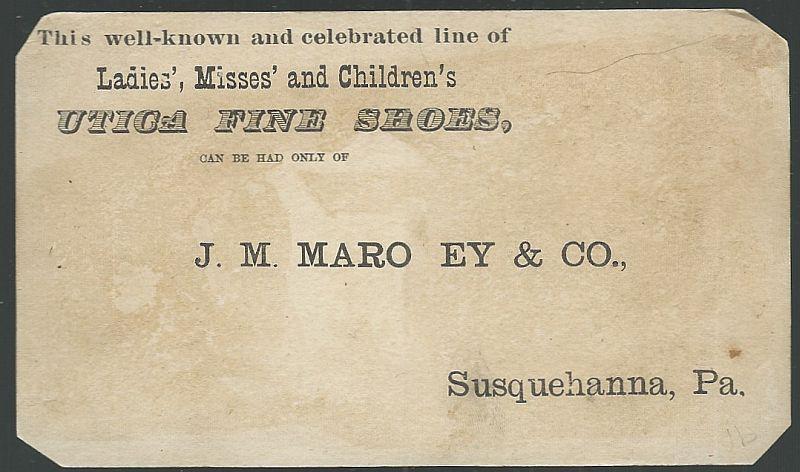 This well-known and celebrated line of
Ladies', Misses' and Children's
UTICA FINE SHOES,
CAN BE HAD ONLY OF
J. M. MARO EY & CO.,
Susquehanna, Pa.